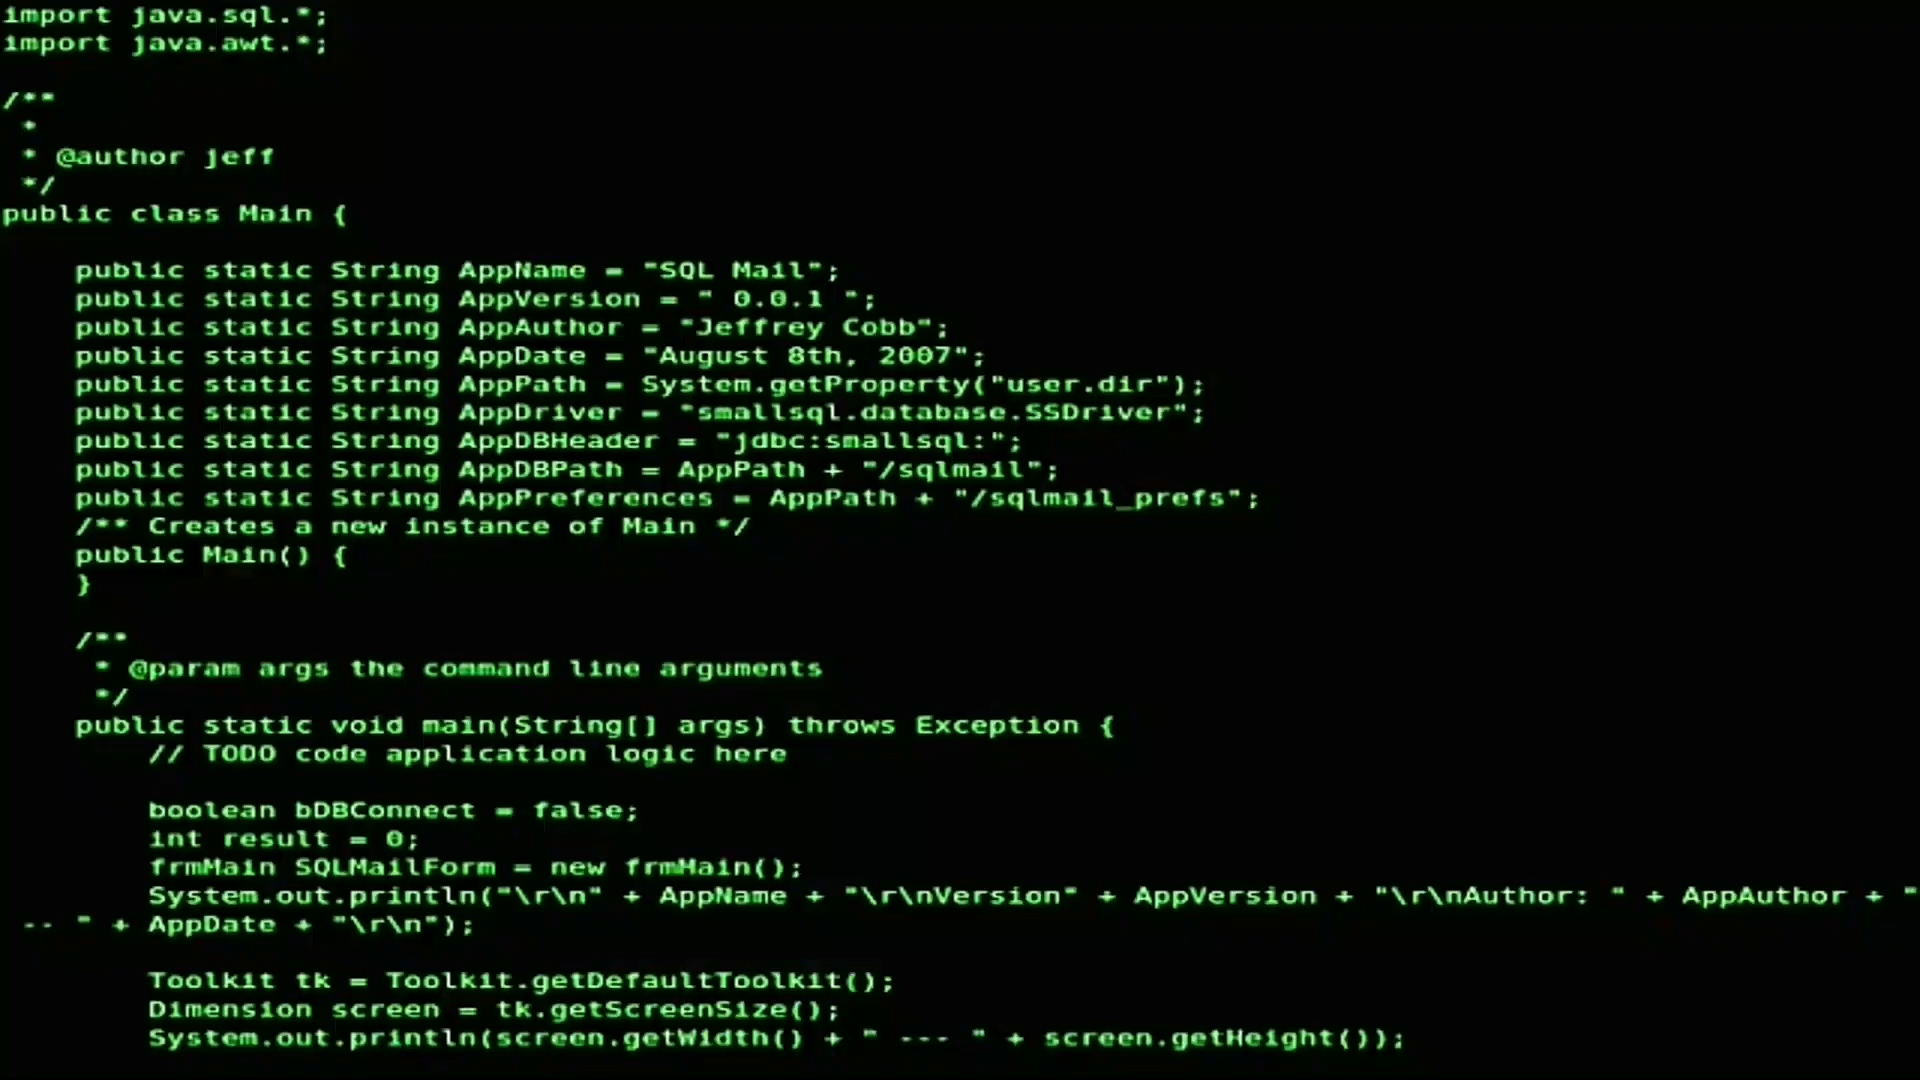 import java.sql.*;
import java.awt.*;
/**
*
* @author jeff
*/
public class Main {
public static String AppName = "SQL Mail";
public static String AppVersion = " 0.0.1 ";
public static String AppAuthor = "Jeffrey Cobb";
public static String AppDate = "August 8th, 2007";
public static String AppPath = System.getProperty("user.dir");
public static String AppDriver = "smallsql.database.SSDriver";
public static String AppDBHeader = "jdbc:smallsql:";
public static String AppDBPath = AppPath + "/sqlmail";
public static String AppPreferences = AppPath + "/sqlmail_prefs";
/** Creates a new instance of Main */
public Main() {
}
/**
* @param args the command line arguments
*/
public static void main(String[] args) throws Exception {
// TODO code application logic here
boolean bDBConnect = false;
int result = 0;
frmMain SQLMailForm = new frmMain();
System.out.println("\r\n" + AppName + "\r\nVersion" + AppVersion + "\r\nAuthor: " + AppAuthor + "
-- " + AppDate + "\r\n");
Toolkit tk = Toolkit.getDefaultToolkit();
Dimension screen = tk.getScreenSize();
System.out.println(screen.getWidth() + " --- " + screen.getHeight());